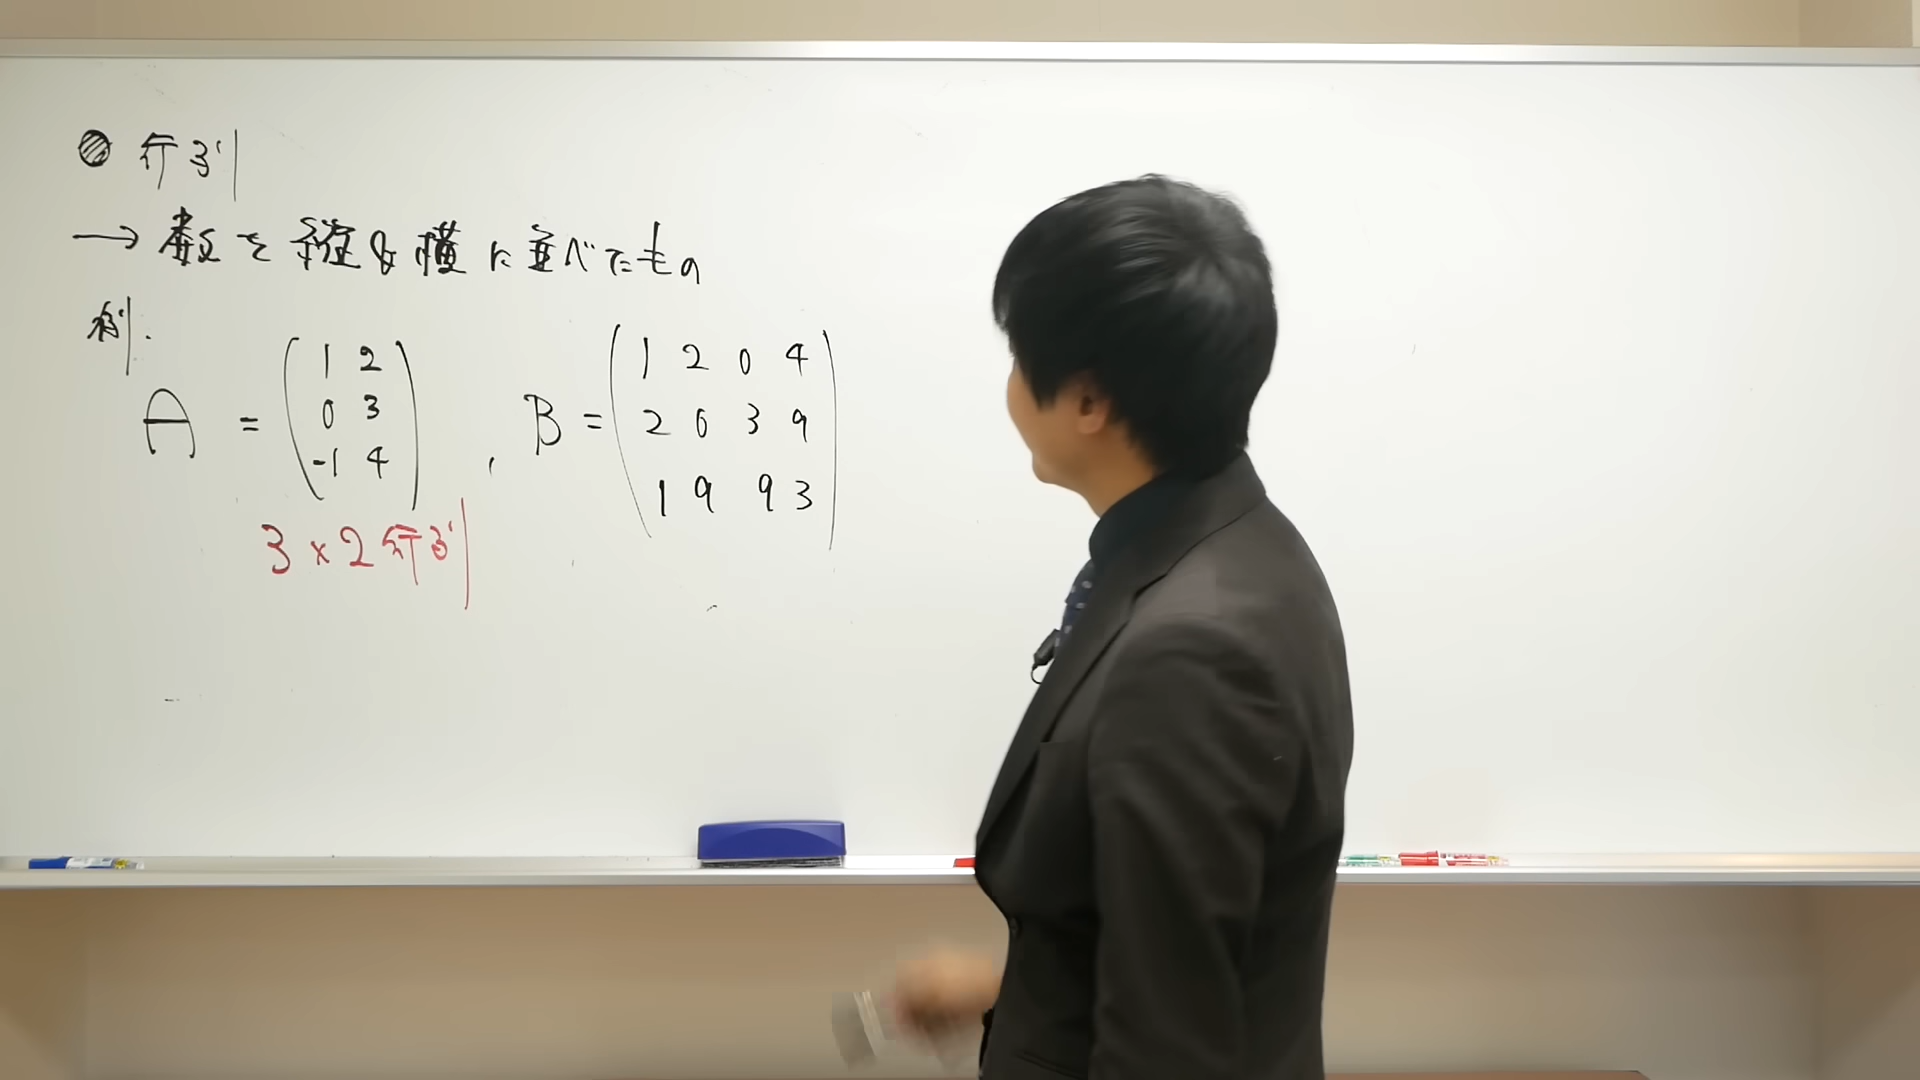 行列
→ 数を縦&横に並べたもの
例.
A = ( 1 2
0 3
-1 4 ) , B = ( 1 2 0 4
2 0 3 9
1 9 9 3 )
3×2行列